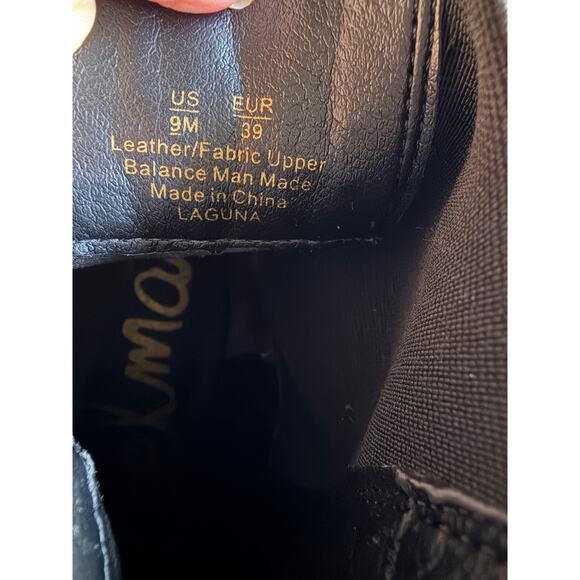 US EUR
9M 39
Leather/Fabric Upper
Balance Man Made
Made in China
LAGUNA